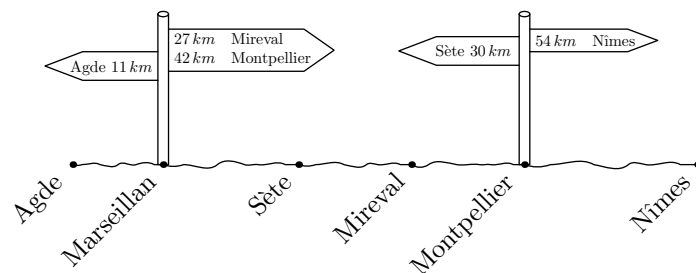 Agde 11 km
27 km Mireval
42 km Montpellier
Sète 30 km
54 km Nîmes
Agde
Marseillan
Sète
Mireval
Montpellier
Nîmes